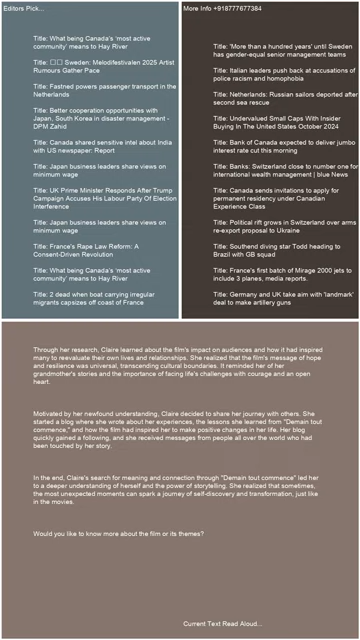 Editors Pick...
Title: What being Canada's 'most active
community' means to Hay River
Title: Sweden: Melodifestivalen 2025 Artist
Rumours Gather Pace
Title: Fastned powers passenger transport in the
Netherlands
Title: Better cooperation opportunities with
Japan, South Korea in disaster management -
DPM Zahid
Title: Canada shared sensitive intel about India
with US newspaper: Report
Title: Japan business leaders share views on
minimum wage
Title: UK Prime Minister Responds After Trump
Campaign Accuses His Labour Party Of Election
Interference
Title: Japan business leaders share views on
minimum wage
Title: France's Rape Law Reform: A
Consent-Driven Revolution
Title: What being Canada's 'most active
community' means to Hay River
Title: 2 dead when boat carrying irregular
migrants capsizes off coast of France
More Info +918777677384
Title: 'More than a hundred years' until Sweden
has gender-equal senior management teams
Title: Italian leaders push back at accusations of
police racism and homophobia
Title: Netherlands: Russian sailors deported after
second sea rescue
Title: Undervalued Small Caps With Insider
Buying In The United States October 2024
Title: Bank of Canada expected to deliver jumbo
interest rate cut this morning
Title: Banks: Switzerland close to number one for
international wealth management | blue News
Title: Canada sends invitations to apply for
permanent residency under Canadian
Experience Class
Title: Political rift grows in Switzerland over arms
re-export proposal to Ukraine
Title: Southend diving star Todd heading to
Brazil with GB squad
Title: France's first batch of Mirage 2000 jets to
include 3 planes, media reports.
Title: Germany and UK take aim with 'landmark'
deal to make artillery guns
Through her research, Claire learned about the film's impact on audiences and how it had inspired
many to reevaluate their own lives and relationships. She realized that the film's message of hope
and resilience was universal, transcending cultural boundaries. It reminded her of her
grandmother's stories and the importance of facing life's challenges with courage and an open
heart.
Motivated by her newfound understanding, Claire decided to share her journey with others. She
started a blog where she wrote about her experiences, the lessons she learned from "Demain tout
commence," and how the film had inspired her to make positive changes in her life. Her blog
quickly gained a following, and she received messages from people all over the world who had
been touched by her story.
In the end, Claire's search for meaning and connection through "Demain tout commence" led her
to a deeper understanding of herself and the power of storytelling. She realized that sometimes,
the most unexpected moments can spark a journey of self-discovery and transformation, just like
in the movies.
Would you like to know more about the film or its themes?
Current Text Read Aloud...